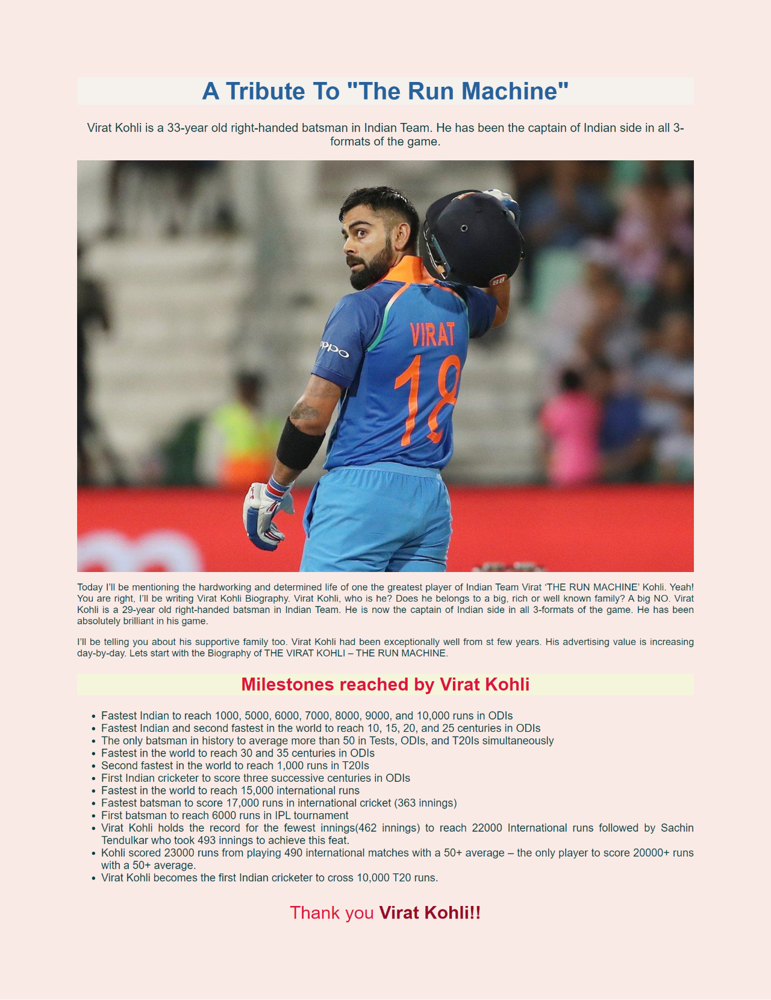 A Tribute To "The Run Machine"
Virat Kohli is a 33-year old right-handed batsman in Indian Team. He has been the captain of Indian side in all 3-
formats of the game.
oppo
VIRAT
18
Today I’ll be mentioning the hardworking and determined life of one the greatest player of Indian Team Virat ‘THE RUN MACHINE’ Kohli. Yeah!
You are right, I’ll be writing Virat Kohli Biography. Virat Kohli, who is he? Does he belongs to a big, rich or well known family? A big NO. Virat
Kohli is a 29-year old right-handed batsman in Indian Team. He is now the captain of Indian side in all 3-formats of the game. He has been
absolutely brilliant in his game.
I’ll be telling you about his supportive family too. Virat Kohli had been exceptionally well from st few years. His advertising value is increasing
day-by-day. Lets start with the Biography of THE VIRAT KOHLI – THE RUN MACHINE.
Milestones reached by Virat Kohli
• Fastest Indian to reach 1000, 5000, 6000, 7000, 8000, 9000, and 10,000 runs in ODIs
• Fastest Indian and second fastest in the world to reach 10, 15, 20, and 25 centuries in ODIs
• The only batsman in history to average more than 50 in Tests, ODIs, and T20Is simultaneously
• Fastest in the world to reach 30 and 35 centuries in ODIs
• Second fastest in the world to reach 1,000 runs in T20Is
• First Indian cricketer to score three successive centuries in ODIs
• Fastest in the world to reach 15,000 international runs
• Fastest batsman to score 17,000 runs in international cricket (363 innings)
• First batsman to reach 6000 runs in IPL tournament
• Virat Kohli holds the record for the fewest innings(462 innings) to reach 22000 International runs followed by Sachin
Tendulkar who took 493 innings to achieve this feat.
• Kohli scored 23000 runs from playing 490 international matches with a 50+ average – the only player to score 20000+ runs
with a 50+ average.
• Virat Kohli becomes the first Indian cricketer to cross 10,000 T20 runs.
Thank you Virat Kohli!!